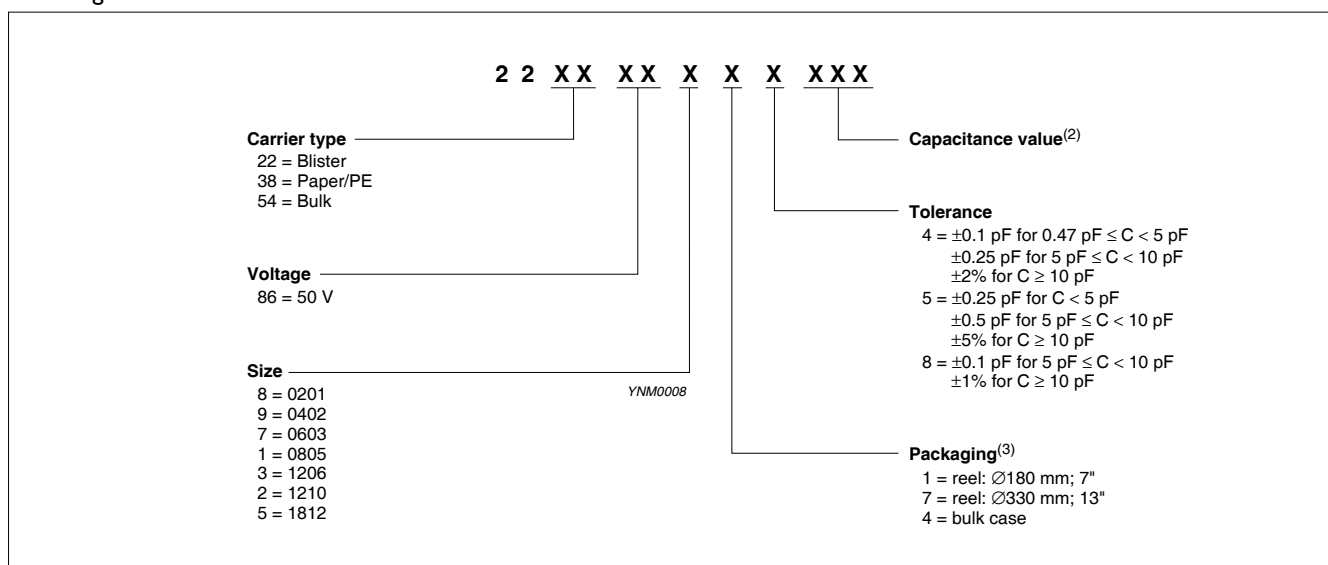 2 2 X X X X X X X X X X
Carrier type
22 = Blister
38 = Paper/PE
54 = Bulk
Voltage
86 = 50 V
Size
8 = 0201
9 = 0402
7 = 0603
1 = 0805
3 = 1206
2 = 1210
5 = 1812
YNM0008
Capacitance value(2)
Tolerance
4 = ±0.1 pF for 0.47 pF ≤ C < 5 pF
±0.25 pF for 5 pF ≤ C < 10 pF
±2% for C ≥ 10 pF
5 = ±0.25 pF for C < 5 pF
±0.5 pF for 5 pF ≤ C < 10 pF
±5% for C ≥ 10 pF
8 = ±0.1 pF for 5 pF ≤ C < 10 pF
±1% for C ≥ 10 pF
Packaging(3)
1 = reel: ∅180 mm; 7"
7 = reel: ∅330 mm; 13"
4 = bulk case